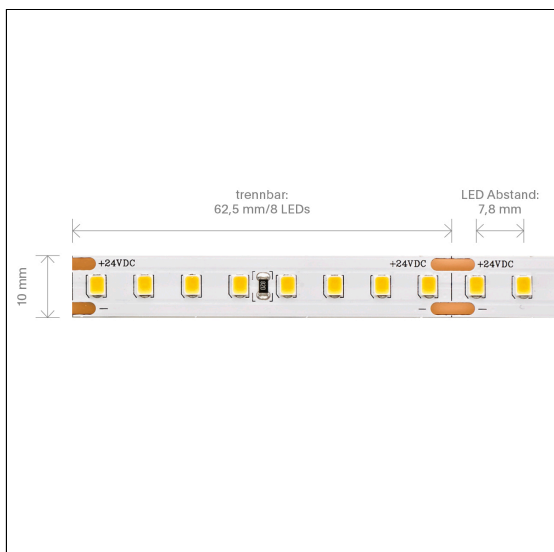 trennbar:
62,5 mm/8 LEDs
LED Abstand:
7,8 mm
10 mm
+24VDC
+24VDC
+24VDC
–
–
–